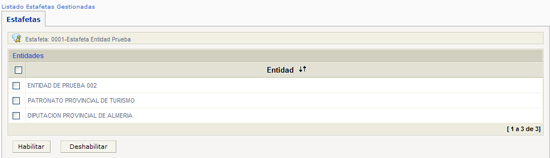 Listado Estafetas Gestionadas
Estafetas
Estafeta: 0001-Estafeta Entidad Prueba
Entidades
Entidad
ENTIDAD DE PRUEBA 002
PATRONATO PROVINCIAL DE TURISMO
DIPUTACION PROVINCIAL DE ALMERIA
[ 1 a 3 de 3]
Habilitar Deshabilitar